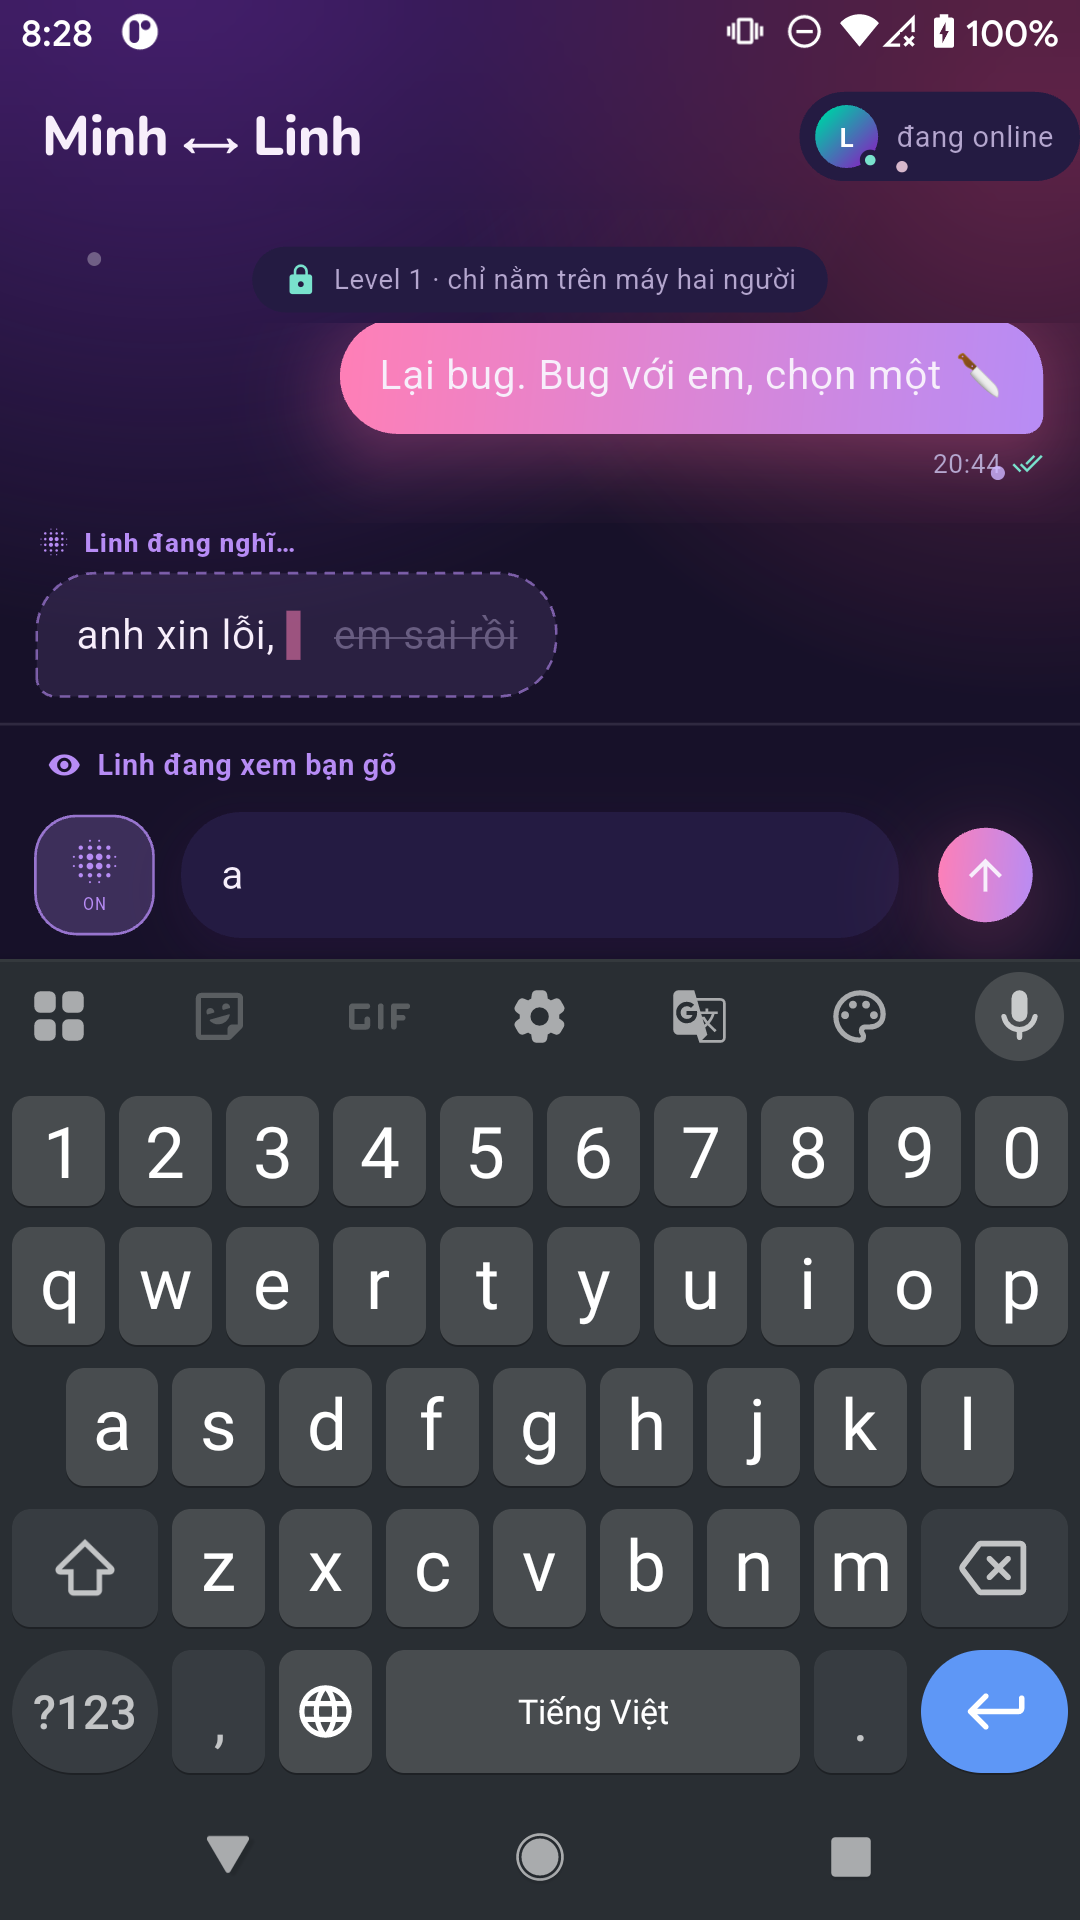 8:28
100%
Minh ↔ Linh
L
đang online
Level 1 · chỉ nằm trên máy hai người
Lại bug. Bug với em, chọn một 🔪
20:44
Linh đang nghĩ…
anh xin lỗi, em sai rồi
Linh đang xem bạn gõ
ON
a
GIF
G 文
1 2 3 4 5 6 7 8 9 0
q w e r t y u i o p
a s d f g h j k l
z x c v b n m
?123 , Tiếng Việt .